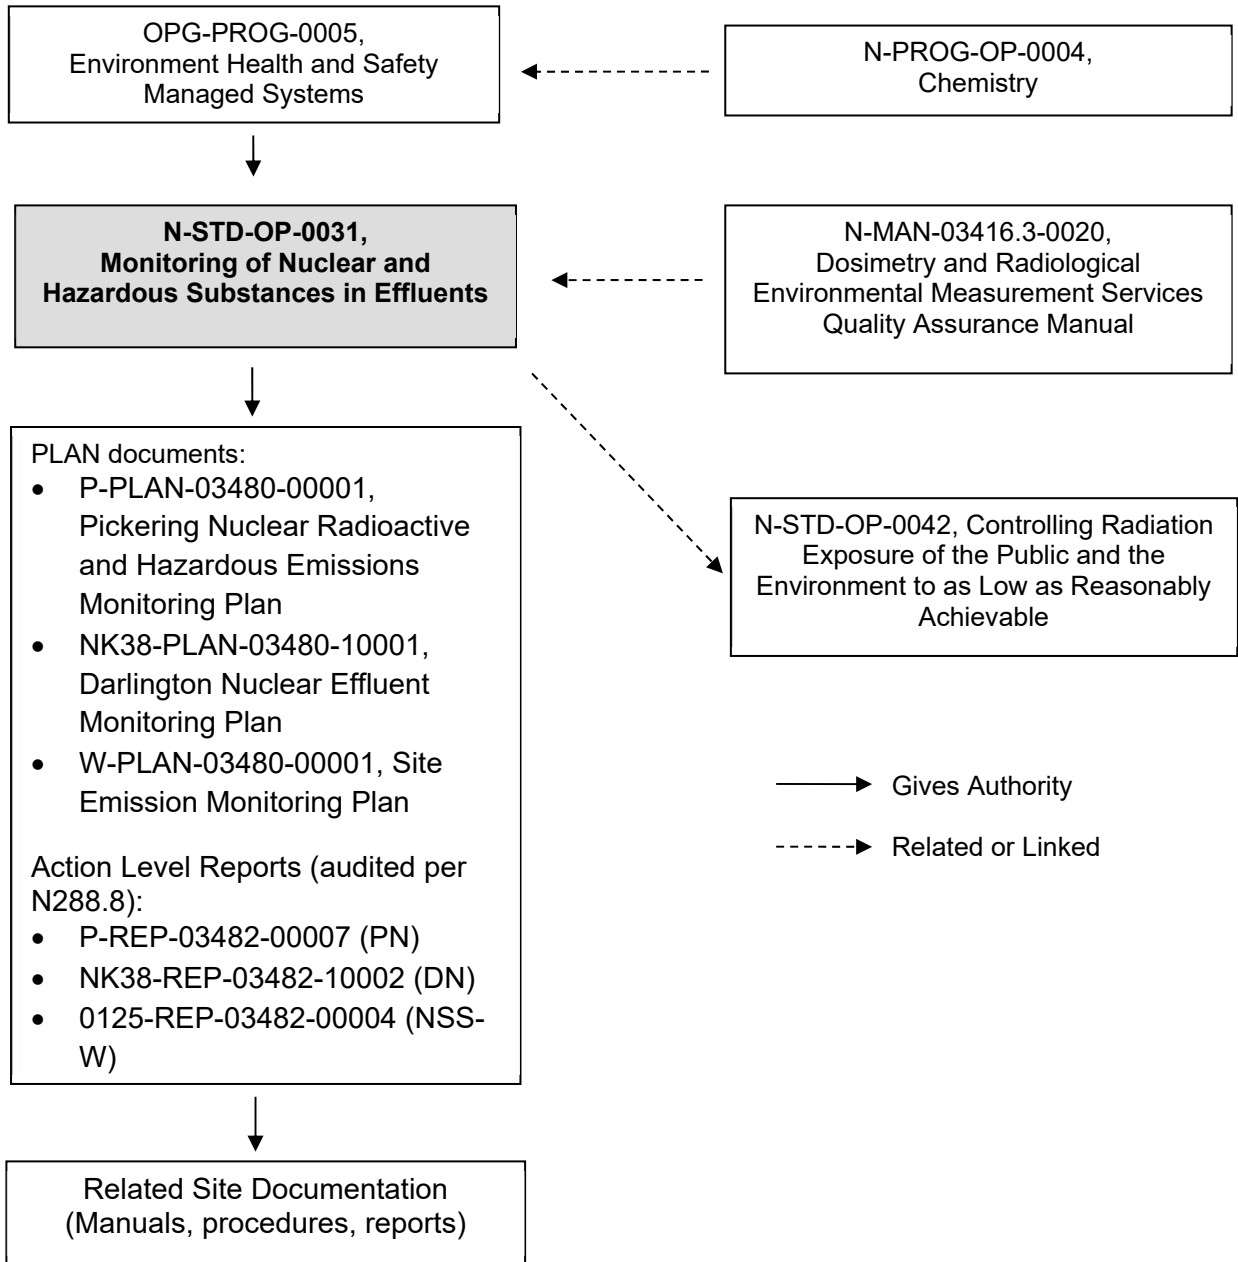 OPG-PROG-0005,
Environment Health and Safety
Managed Systems
N-PROG-OP-0004,
Chemistry
N-STD-OP-0031,
Monitoring of Nuclear and
Hazardous Substances in Effluents
N-MAN-03416.3-0020,
Dosimetry and Radiological
Environmental Measurement Services
Quality Assurance Manual
PLAN documents:
• P-PLAN-03480-00001,
Pickering Nuclear Radioactive
and Hazardous Emissions
Monitoring Plan
• NK38-PLAN-03480-10001,
Darlington Nuclear Effluent
Monitoring Plan
• W-PLAN-03480-00001, Site
Emission Monitoring Plan
Action Level Reports (audited per
N288.8):
• P-REP-03482-00007 (PN)
• NK38-REP-03482-10002 (DN)
• 0125-REP-03482-00004 (NSS-
W)
N-STD-OP-0042, Controlling Radiation
Exposure of the Public and the
Environment to as Low as Reasonably
Achievable
Gives Authority
Related or Linked
Related Site Documentation
(Manuals, procedures, reports)